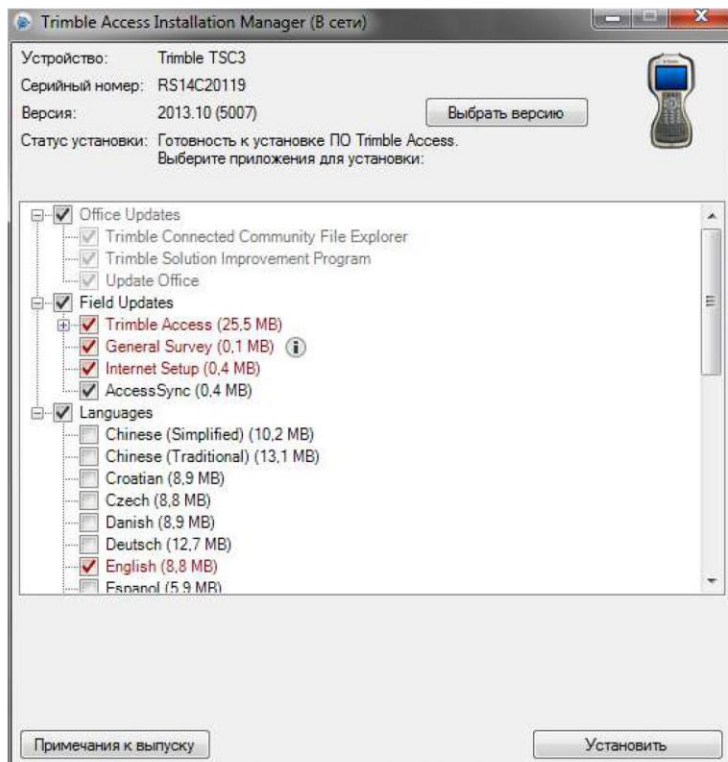 Trimble Access Installation Manager (В сети)
Устройство: Trimble TSC3
Серийный номер: RS14C20119
Версия: 2013.10 (5007)
Выбрать версию
Статус установки: Готовность к установке ПО Trimble Access.
Выберите приложения для установки:
Office Updates
Trimble Connected Community File Explorer
Trimble Solution Improvement Program
Update Office
Field Updates
Trimble Access (25,5 MB)
General Survey (0,1 MB)
Internet Setup (0,4 MB)
AccessSync (0,4 MB)
Languages
Chinese (Simplified) (10,2 MB)
Chinese (Traditional) (13,1 MB)
Croatian (8,9 MB)
Czech (8,8 MB)
Danish (8,9 MB)
Deutsch (12,7 MB)
English (8,8 MB)
Espanol (5,9 MB)
Примечания к выпуску
Установить